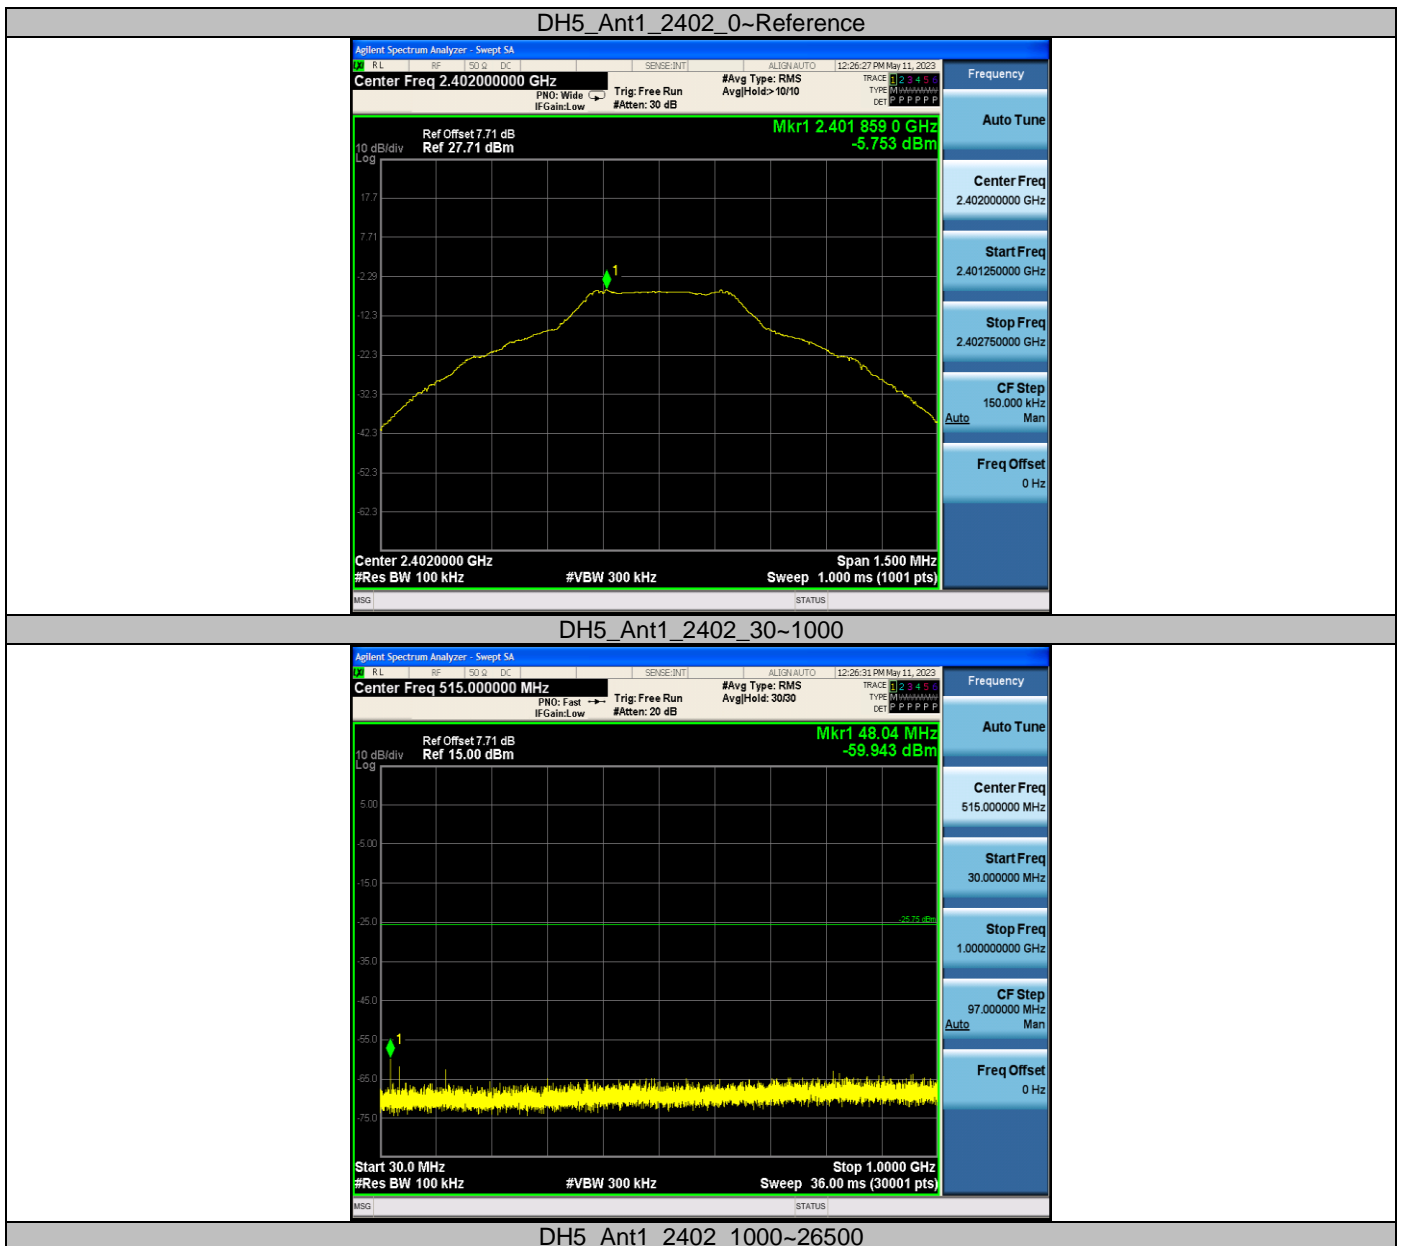 DH5_Ant1_2402_0~Reference
Agilent Spectrum Analyzer - Swept SA
RL RF 50 Ω DC SENSE:INT ALIGN AUTO 12:26:27 PM May 11, 2023
Center Freq 2.402000000 GHz
PNO: Wide
IFGain:Low
Trig: Free Run
#Atten: 30 dB
#Avg Type: RMS
Avg|Hold:> 10/10
TRACE 1 2 3 4 5 6
TYPE M
DET P P P P P P
Ref Offset 7.71 dB
10 dB/div Ref 27.71 dBm
Log
Mkr1 2.401 859 0 GHz
-5.753 dBm
17.7
7.71
-2.29
-12.3
-22.3
-32.3
-42.3
-52.3
-62.3
1
Center 2.4020000 GHz Span 1.500 MHz
#Res BW 100 kHz #VBW 300 kHz Sweep 1.000 ms (1001 pts)
MSG STATUS
Frequency
Auto Tune
Center Freq
2.402000000 GHz
Start Freq
2.401250000 GHz
Stop Freq
2.402750000 GHz
CF Step
150.000 kHz
Auto Man
Freq Offset
0 Hz
DH5_Ant1_2402_30~1000
Agilent Spectrum Analyzer - Swept SA
RL RF 50 Ω DC SENSE:INT ALIGN AUTO 12:26:31 PM May 11, 2023
Center Freq 515.000000 MHz
PNO: Fast
IFGain:Low
Trig: Free Run
#Atten: 20 dB
#Avg Type: RMS
Avg|Hold: 30/30
TRACE 1 2 3 4 5 6
TYPE M
DET P P P P P P
Ref Offset 7.71 dB
10 dB/div Ref 15.00 dBm
Log
Mkr1 48.04 MHz
-59.943 dBm
5.00
-5.00
-15.0
-25.0
-35.0
-45.0
-55.0
-65.0
-75.0
-25.75 dBm
1
Start 30.0 MHz Stop 1.0000 GHz
#Res BW 100 kHz #VBW 300 kHz Sweep 36.00 ms (30001 pts)
MSG STATUS
Frequency
Auto Tune
Center Freq
515.000000 MHz
Start Freq
30.000000 MHz
Stop Freq
1.000000000 GHz
CF Step
97.000000 MHz
Auto Man
Freq Offset
0 Hz
DH5_Ant1_2402_1000~26500